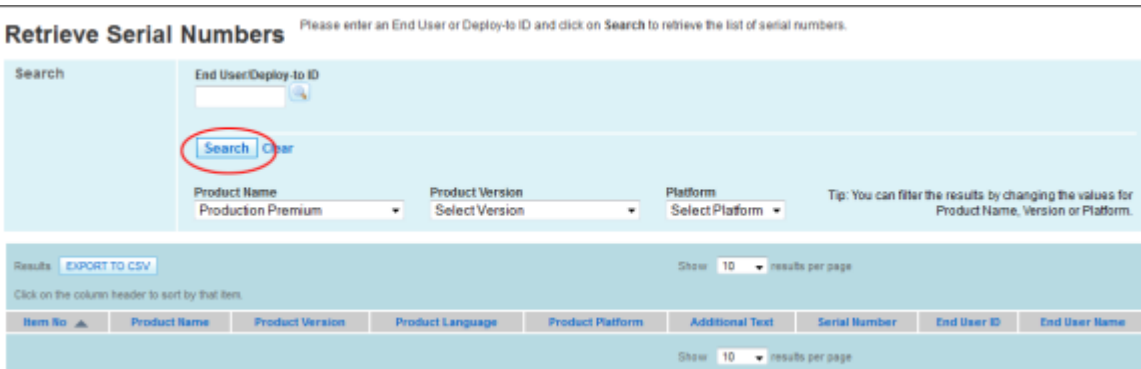 Retrieve Serial Numbers Please enter an End User or Deploy-to ID and click on Search to retrieve the list of serial numbers.
Search
End User/Deploy-to ID
Search Clear
Product Name Product Version Platform
Production Premium Select Version Select Platform
Tip: You can filter the results by changing the values for
Product Name, Version or Platform.
Results EXPORT TO CSV Show 10 results per page
Click on the column header to sort by that item.
Item No Product Name Product Version Product Language Product Platform Additional Text Serial Number End User ID End User Name
Show 10 results per page